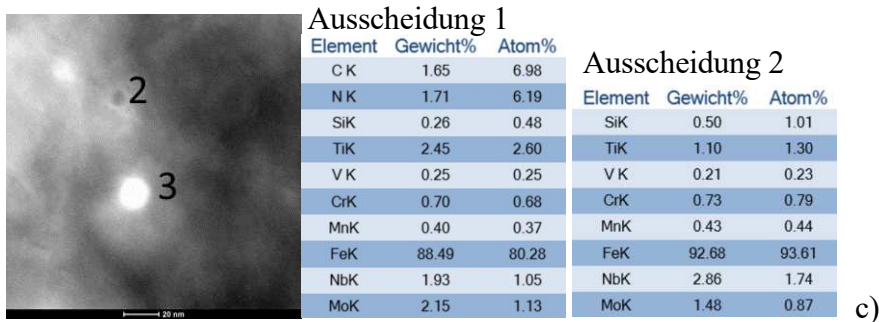 2
3
20 nm
Ausscheidung 1
Element Gewicht% Atom%
C K 1.65 6.98
N K 1.71 6.19
SiK 0.26 0.48
TiK 2.45 2.60
V K 0.25 0.25
CrK 0.70 0.68
MnK 0.40 0.37
FeK 88.49 80.28
NbK 1.93 1.05
MoK 2.15 1.13
Ausscheidung 2
Element Gewicht% Atom%
SiK 0.50 1.01
TiK 1.10 1.30
V K 0.21 0.23
CrK 0.73 0.79
MnK 0.43 0.44
FeK 92.68 93.61
NbK 2.86 1.74
MoK 1.48 0.87
c)